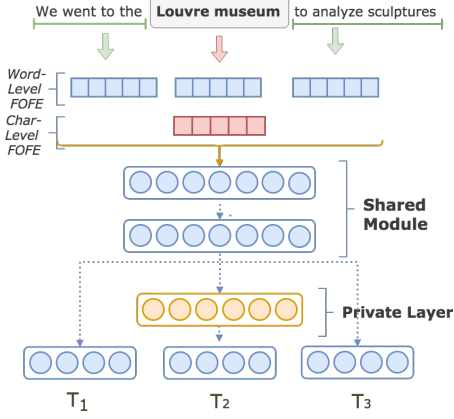 We went to the Louvre museum to analyze sculptures
Word-
Level
FOFE
Char-
Level
FOFE
Shared
Module
Private Layer
T1 T2 T3